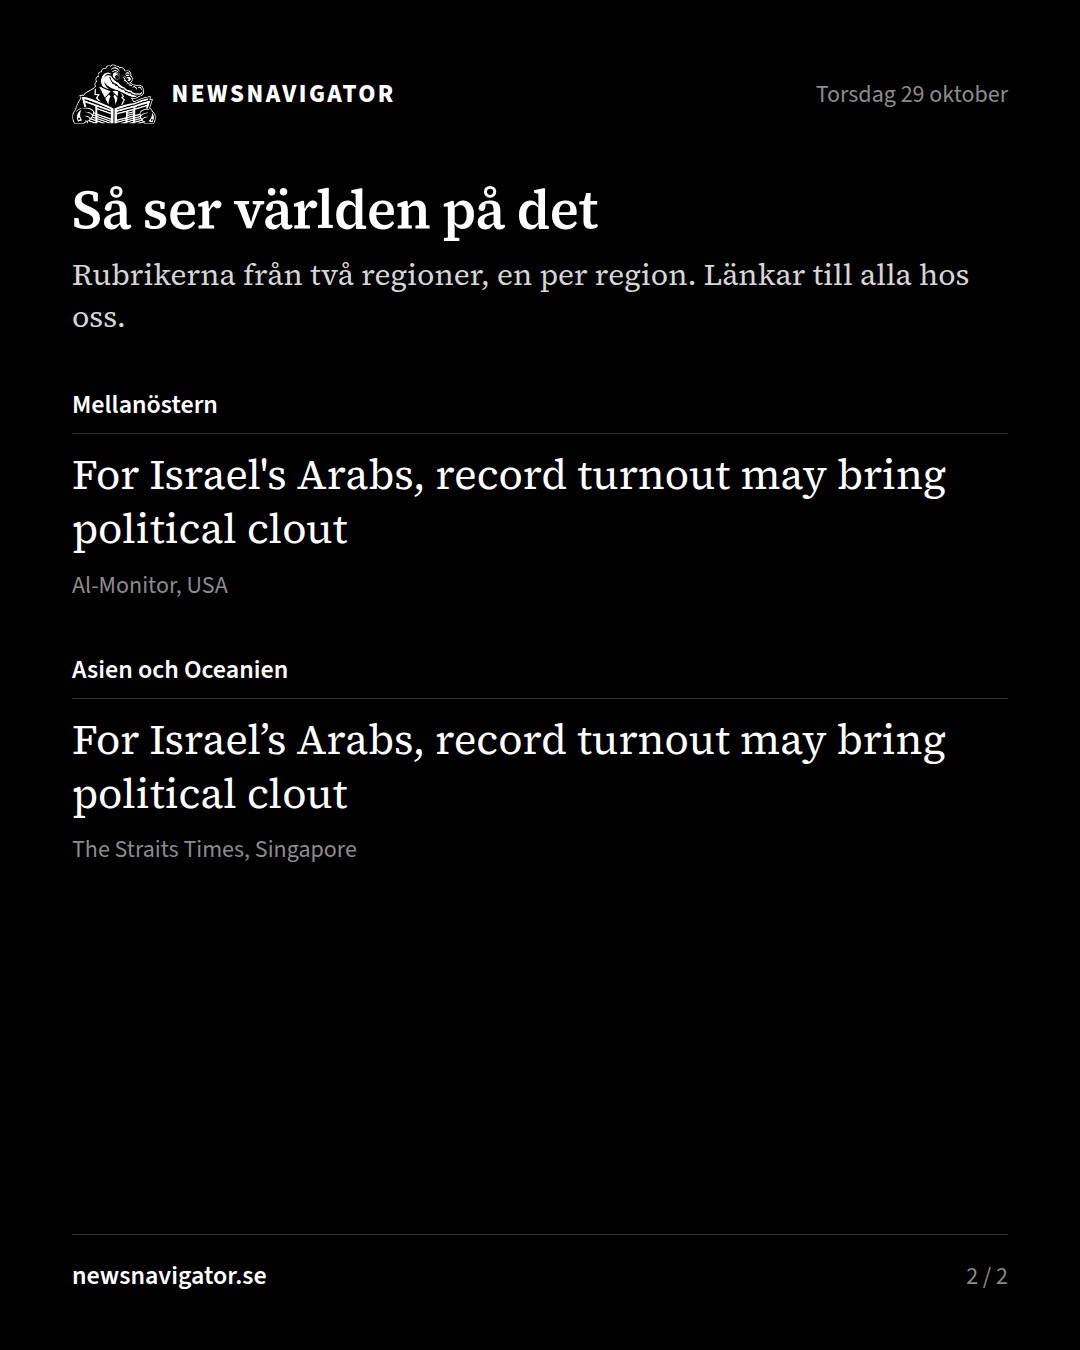 NEWSNAVIGATOR
Torsdag 29 oktober
Så ser världen på det
Rubrikerna från två regioner, en per region. Länkar till alla hos
oss.
Mellanöstern
For Israel's Arabs, record turnout may bring
political clout
Al-Monitor, USA
Asien och Oceanien
For Israel’s Arabs, record turnout may bring
political clout
The Straits Times, Singapore
newsnavigator.se
2 / 2